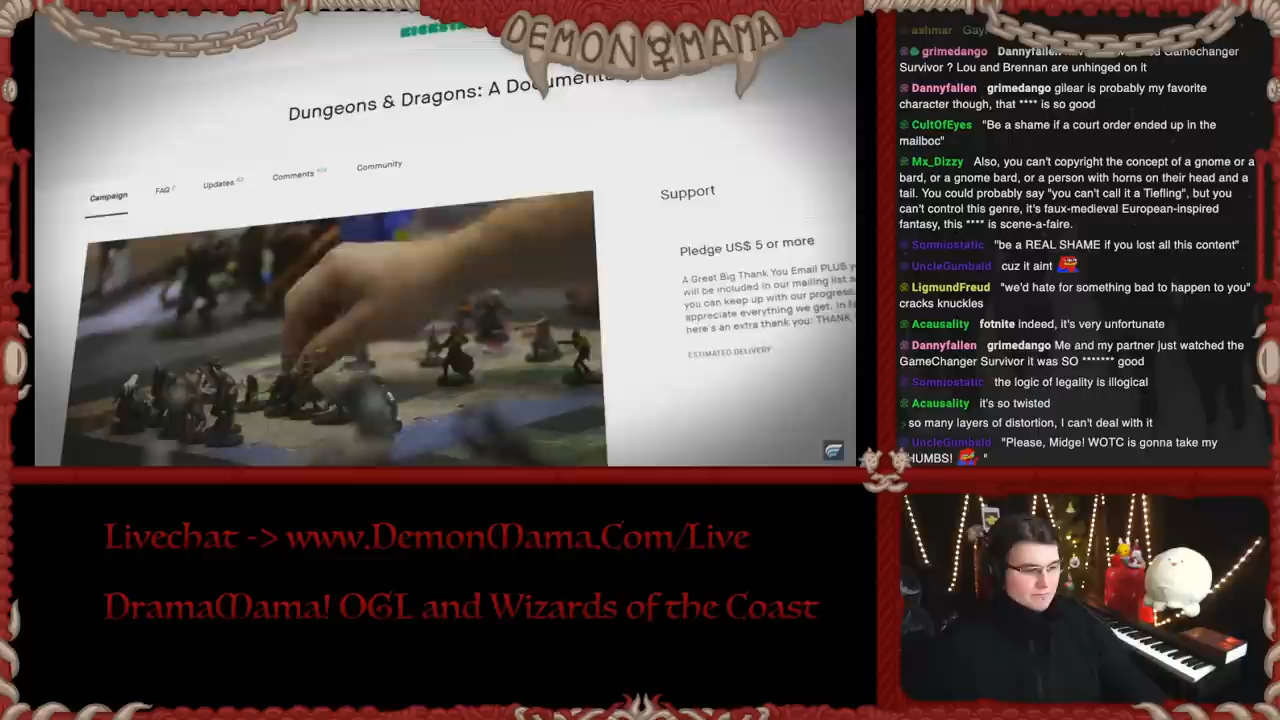 DEMON MAMA
Dungeons & Dragons: A
Campaign
FAQ
Updates
Comments
Community
Support
Pledge US$ 5 or more
A Great Big Thank You Email PLUS
will be included in our mailing list
you can keep up with our progress.
appreciate everything we get. In
here's an extra thank you: THANK
ESTIMATED DELIVERY
ashmar
grimedango Dannyfallen Gamechanger
Survivor ? Lou and Brennan are unhinged on it
Dannyfallen grimedango gilear is probably my favorite
character though, that **** is so good
CultOfEyes "Be a shame if a court order ended up in the
mailboc"
Mx_Dizzy Also, you can't copyright the concept of a gnome or a
bard, or a gnome bard, or a person with horns on their head and a
tail. You could probably say "you can't call it a Tiefling", but you
can't control this genre, it's faux-medieval European-inspired
fantasy, this **** is scene-a-faire.
Somniostatic "be a REAL SHAME if you lost all this content"
UncleGumbald cuz it aint
LigmundFreud "we'd hate for something bad to happen to you"
cracks knuckles
Acausality fotnite indeed, it's very unfortunate
Dannyfallen grimedango Me and my partner just watched the
GameChanger Survivor it was SO ******* good
Somniostatic the logic of legality is illogical
Acausality it's so twisted
so many layers of distortion, I can't deal with it
UncleGumbald "Please, Midge! WOTC is gonna take my
HUMBS! "
Livechat -> www.DemonMama.Com/Live
DramaMama! OGL and Wizards of the Coast